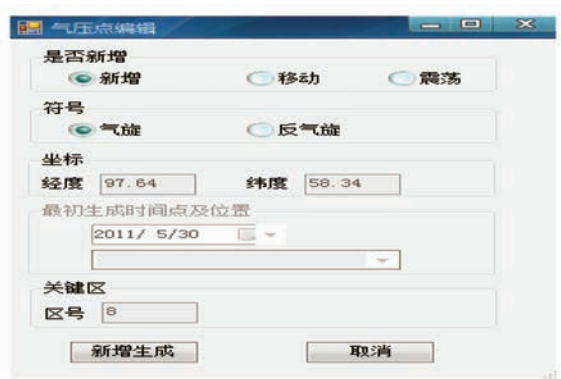 气压点编辑
是否新增
新增 移动 震荡
符号
气旋 反气旋
坐标
经度 97.64 纬度 58.34
最初生成时间点及位置
2011/ 5/30
关键区
区号 8
新增生成 取消